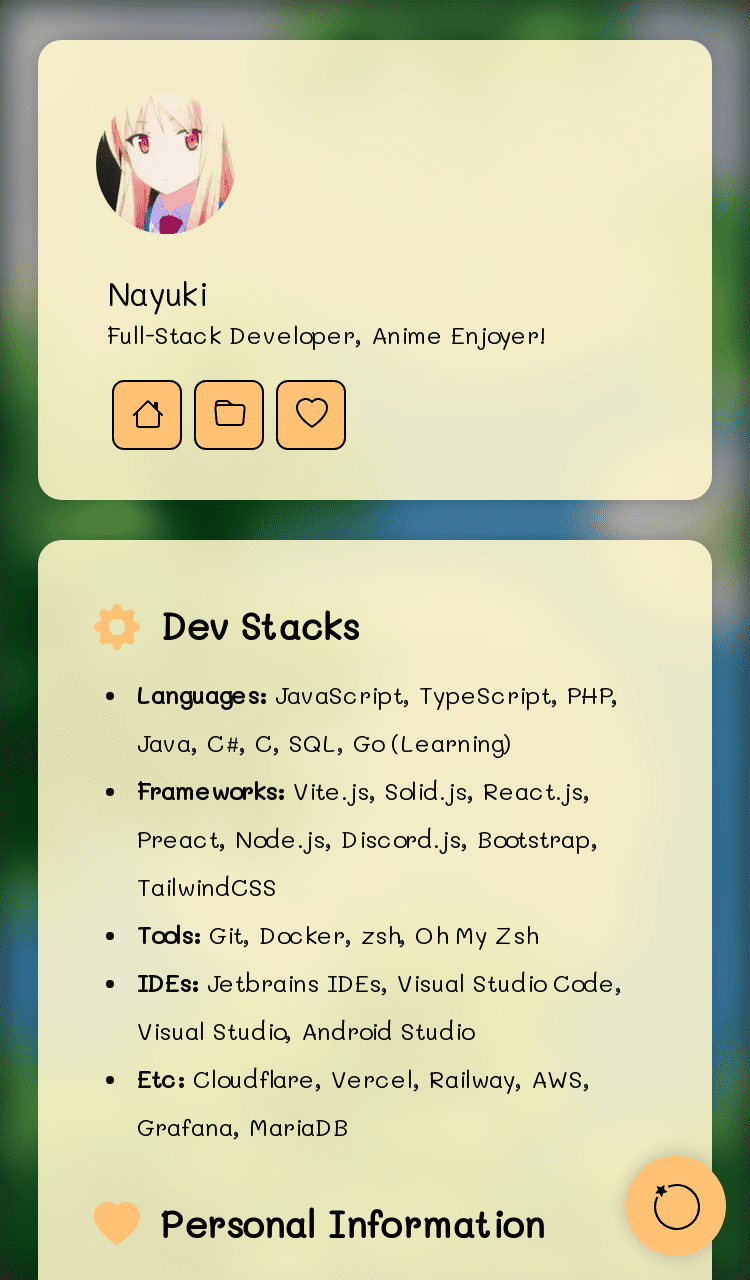 Nayuki
Full-Stack Developer, Anime Enjoyer!
Dev Stacks
• Languages: JavaScript, TypeScript, PHP,
Java, C#, C, SQL, Go (Learning)
• Frameworks: Vite.js, Solid.js, React.js,
Preact, Node.js, Discord.js, Bootstrap,
TailwindCSS
• Tools: Git, Docker, zsh, Oh My Zsh
• IDEs: Jetbrains IDEs, Visual Studio Code,
Visual Studio, Android Studio
• Etc: Cloudflare, Vercel, Railway, AWS,
Grafana, MariaDB
Personal Information